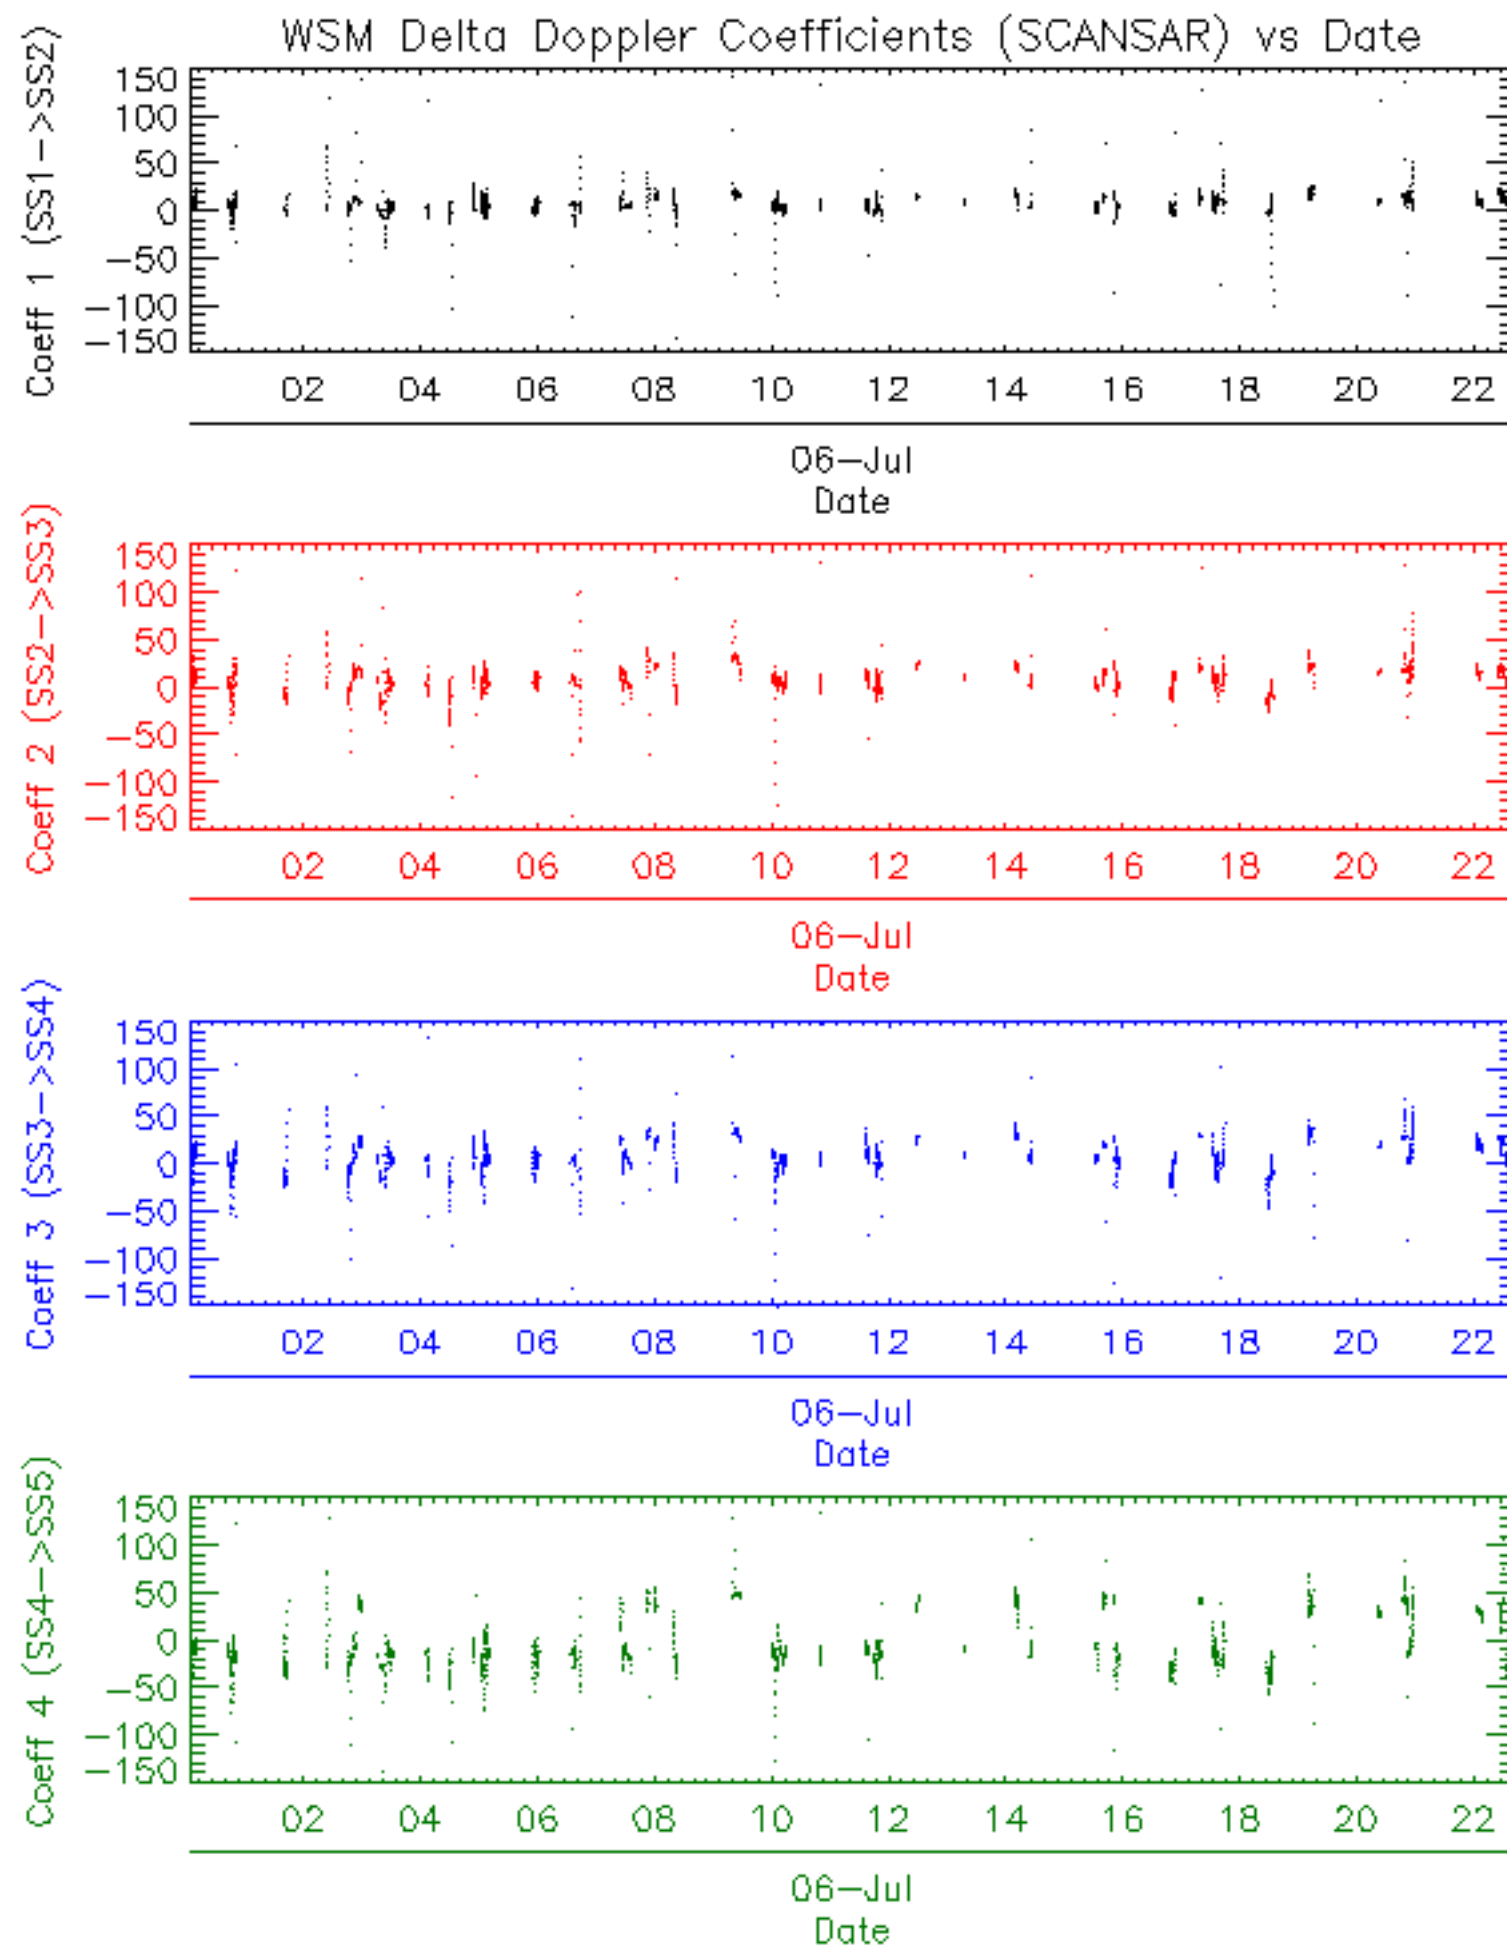 WSM Delta Doppler Coefficients (SCANSAR) vs Date
Coeff 1 (SS1->SS2)
150
100
50
0
-50
-100
-150
02 04 06 08 10 12 14 16 18 20 22
06-Jul
Date
Coeff 2 (SS2->SS3)
150
100
50
0
-50
-100
-150
02 04 06 08 10 12 14 16 18 20 22
06-Jul
Date
Coeff 3 (SS3->SS4)
150
100
50
0
-50
-100
-150
02 04 06 08 10 12 14 16 18 20 22
06-Jul
Date
Coeff 4 (SS4->SS5)
150
100
50
0
-50
-100
-150
02 04 06 08 10 12 14 16 18 20 22
06-Jul
Date